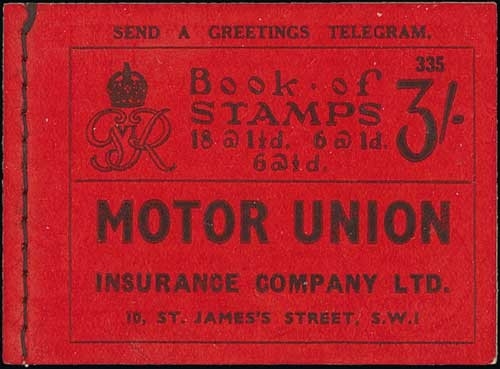 SEND A GREETINGS TELEGRAM.
335
Book·of
STAMPS
3/-
18 @ 1½d. 6 @ 1d.
6 @ ½d.
GVIR
MOTOR UNION
INSURANCE COMPANY LTD.
10, ST. JAMES'S STREET, S.W.1